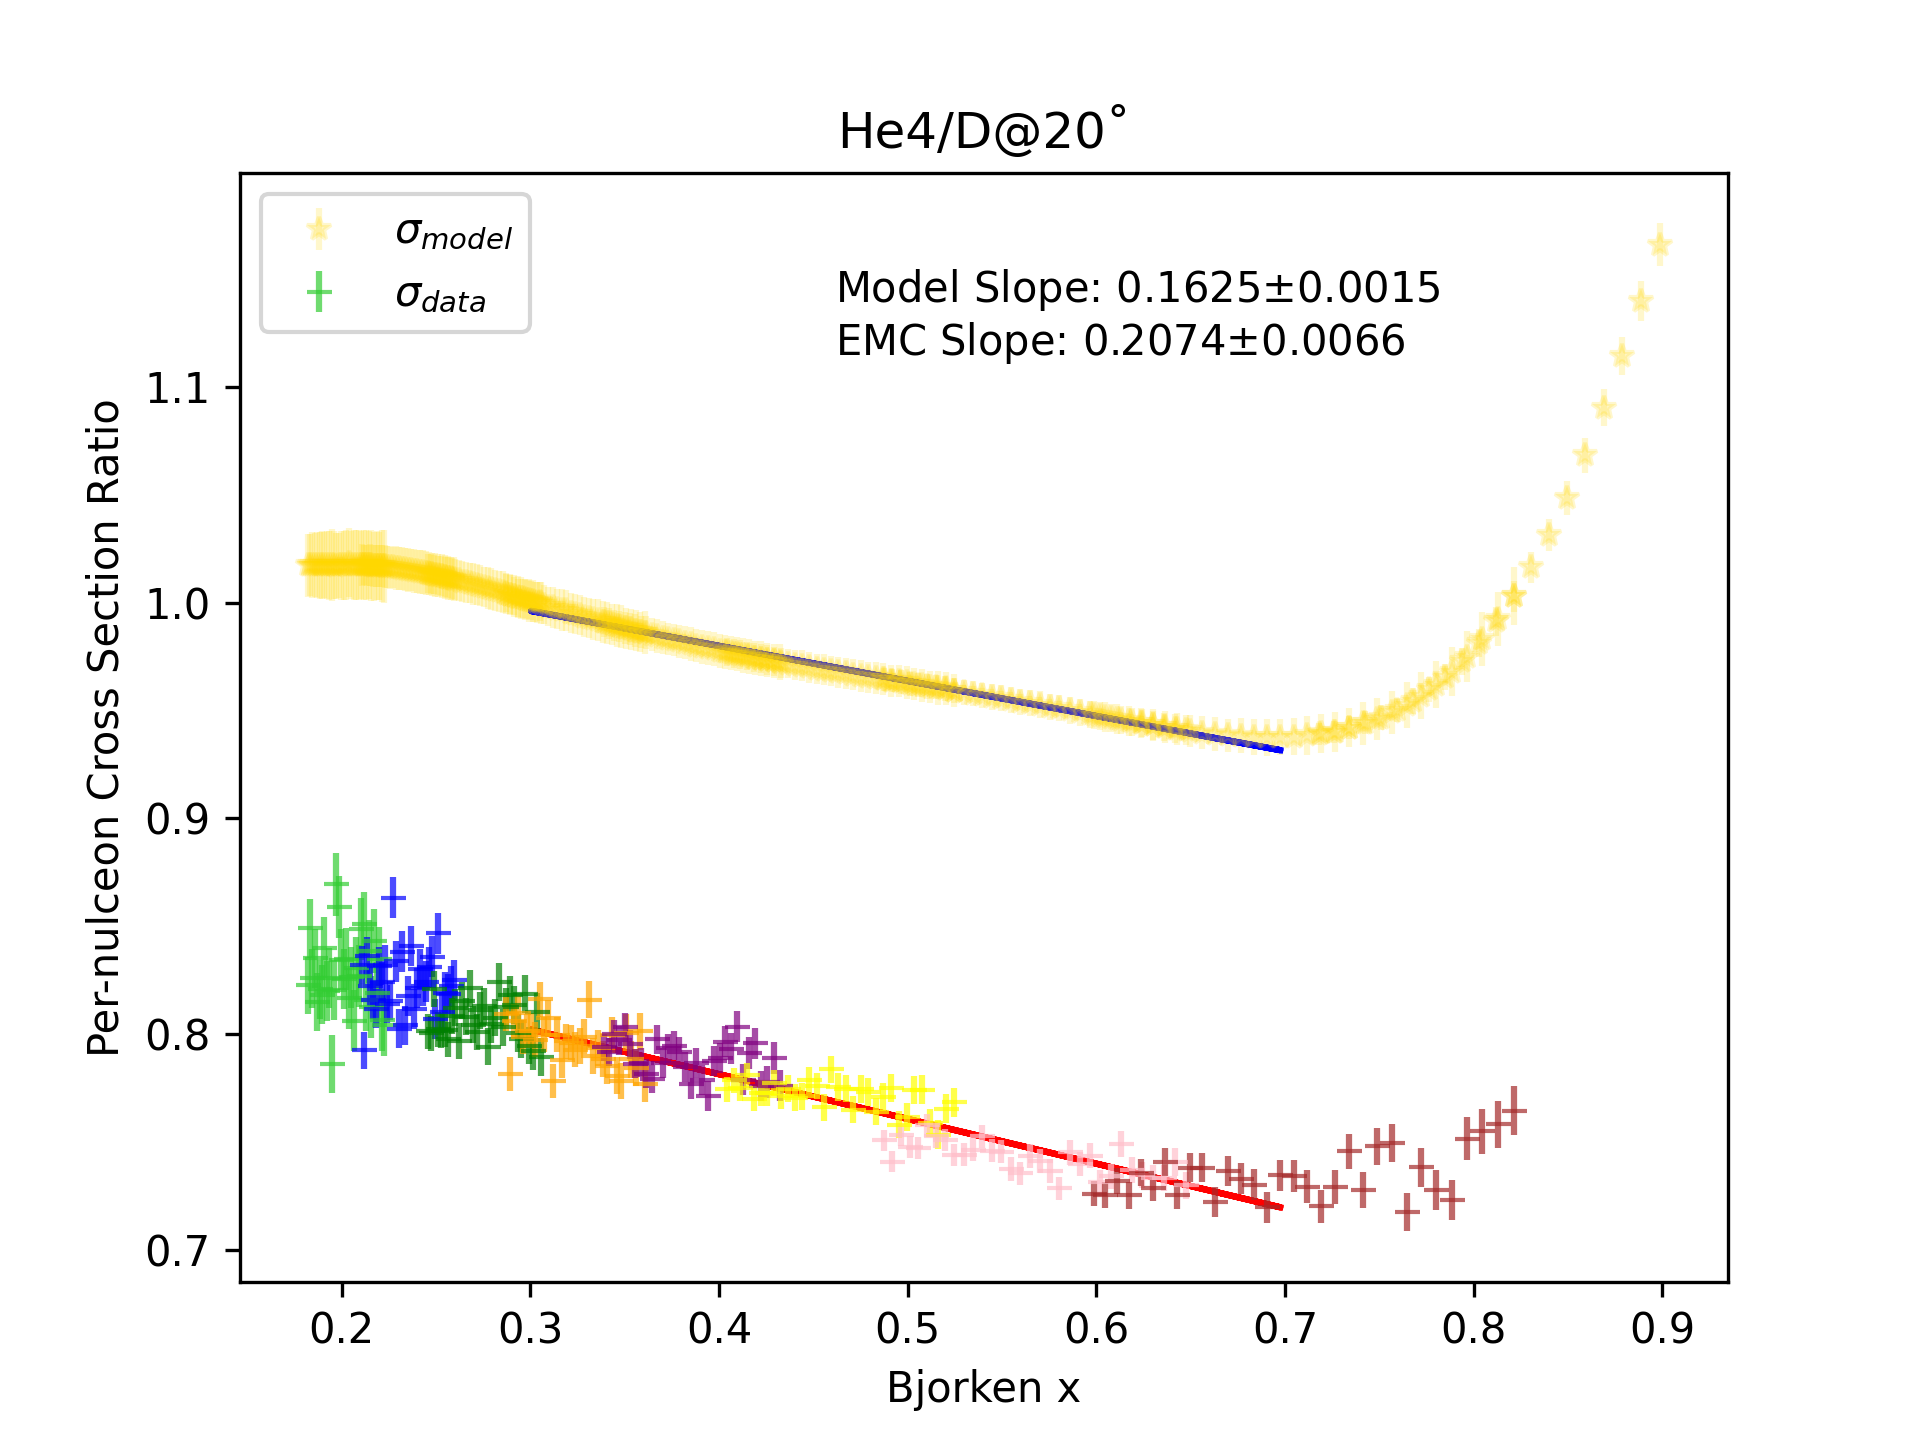 He4/D@20˚
σmodel
σdata
Model Slope: 0.1625±0.0015
EMC Slope: 0.2074±0.0066
Per-nulceon Cross Section Ratio
1.1
1.0
0.9
0.8
0.7
0.2 0.3 0.4 0.5 0.6 0.7 0.8 0.9
Bjorken x